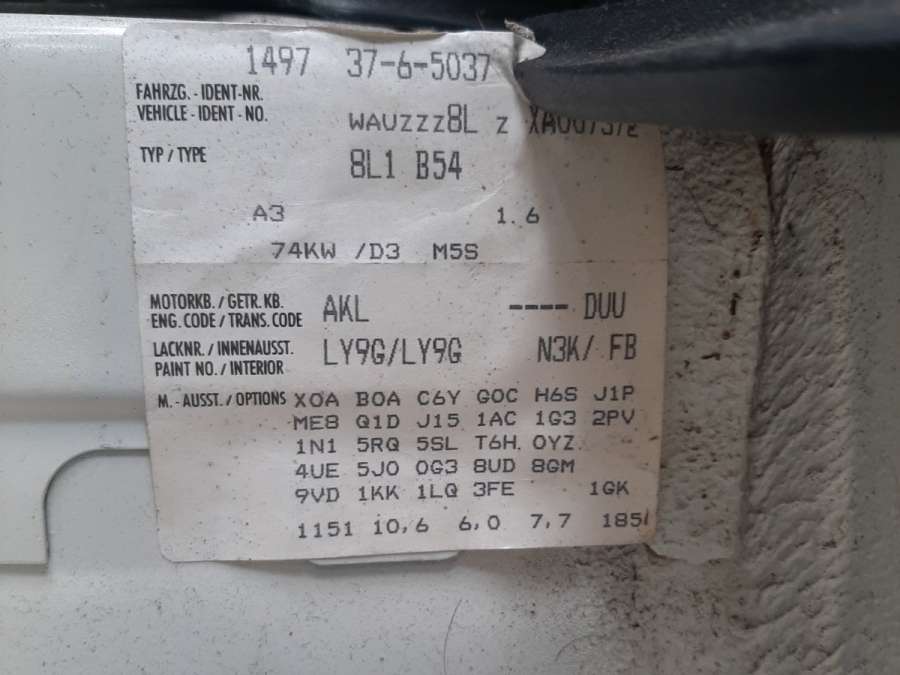 1497 37-6-5037
FAHRZG. - IDENT-NR.
VEHICLE - IDENT - NO.
WAUZZZ8L Z
TYP / TYPE
8L1 B54
A3 1.6
74KW /D3 M5S
MOTORKB. / GETR. KB.
ENG. CODE / TRANS. CODE
AKL ---- DUU
LACKNR. / INNENAUSST.
PAINT NO. / INTERIOR
LY9G/LY9G N3K/ FB
M. - AUSST. / OPTIONS X0A B0A C6Y G0C H6S J1P
ME8 Q1D J15 1AC 1G3 2PV
1N1 5RQ 5SL T6H. 0YZ
4UE 5J0 0G3 8UD 8GM
9VD 1KK 1LQ 3FE 1GK
1151 10,6 6,0 7,7 185